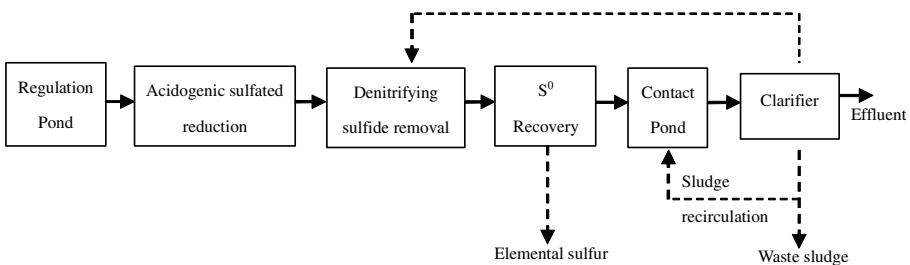 Regulation
Pond
Acidogenic sulfated
reduction
Denitrifying
sulfide removal
S⁰
Recovery
Contact
Pond
Clarifier
Effluent
Sludge
recirculation
Elemental sulfur
Waste sludge